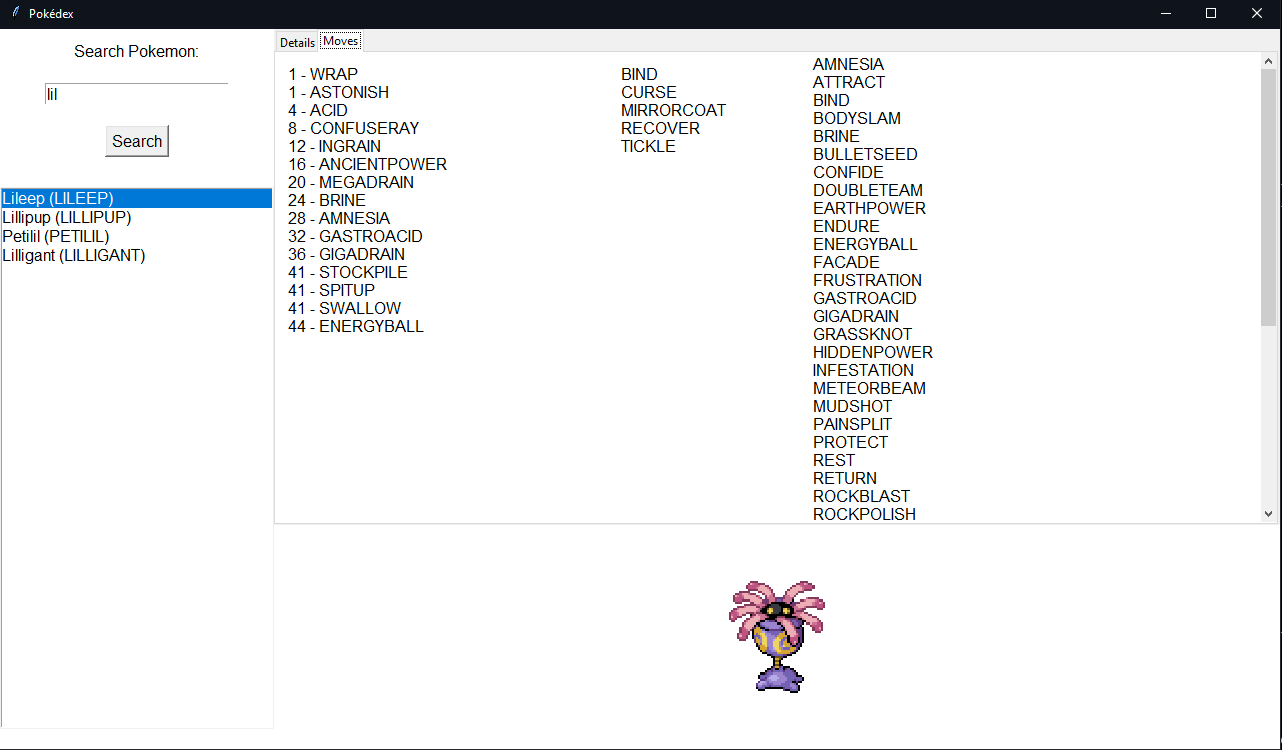 Pokédex
Search Pokemon:
lil
Search
Lileep (LILEEP)
Lillipup (LILLIPUP)
Petilil (PETILIL)
Lilligant (LILLIGANT)
Details
Moves
1 - WRAP
1 - ASTONISH
4 - ACID
8 - CONFUSERAY
12 - INGRAIN
16 - ANCIENTPOWER
20 - MEGADRAIN
24 - BRINE
28 - AMNESIA
32 - GASTROACID
36 - GIGADRAIN
41 - STOCKPILE
41 - SPITUP
41 - SWALLOW
44 - ENERGYBALL
BIND
CURSE
MIRRORCOAT
RECOVER
TICKLE
AMNESIA
ATTRACT
BIND
BODYSLAM
BRINE
BULLETSEED
CONFIDE
DOUBLETEAM
EARTHPOWER
ENDURE
ENERGYBALL
FACADE
FRUSTRATION
GASTROACID
GIGADRAIN
GRASSKNOT
HIDDENPOWER
INFESTATION
METEORBEAM
MUDSHOT
PAINSPLIT
PROTECT
REST
RETURN
ROCKBLAST
ROCKPOLISH